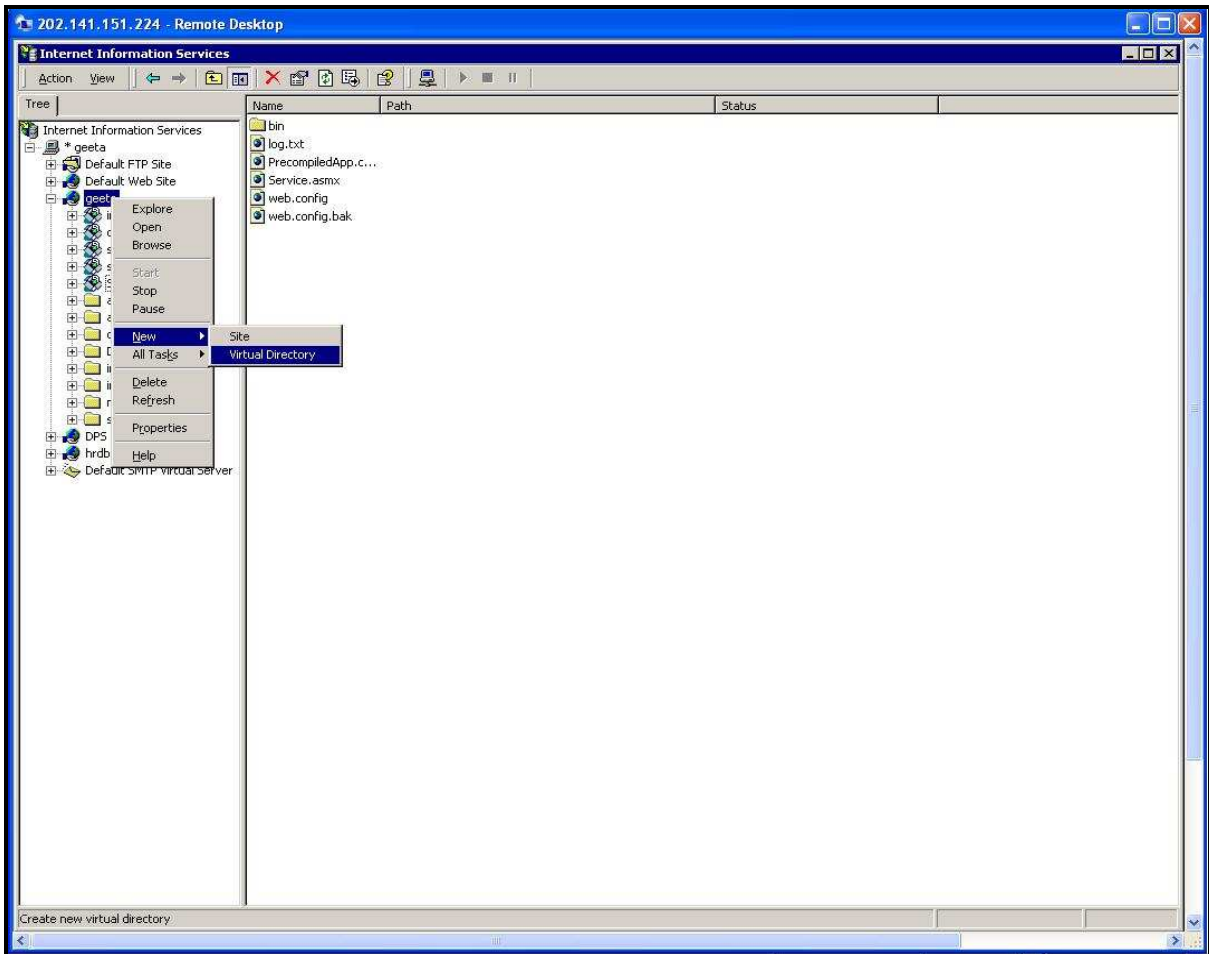 202.141.151.224 - Remote Desktop
Internet Information Services
Action View
Tree
Name Path Status
Internet Information Services
* geeta
Default FTP Site
Default Web Site
geeta
DPS
hrdb
Default SMTP Virtual Server
Explore
Open
Browse
Start
Stop
Pause
New
All Tasks
Delete
Refresh
Properties
Help
Site
Virtual Directory
bin
log.txt
PrecompiledApp.c...
Service.asmx
web.config
web.config.bak
Create new virtual directory